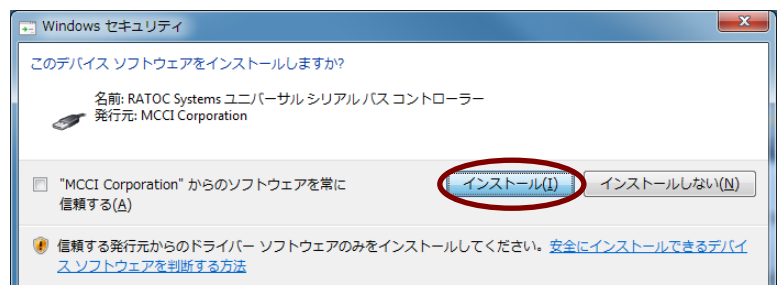 Windows セキュリティ
このデバイス ソフトウェアをインストールしますか?
名前: RATOC Systems ユニバーサル シリアル バス コントローラー
発行元: MCCI Corporation
"MCCI Corporation" からのソフトウェアを常に
信頼する(A)
インストール(I)
インストールしない(N)
信頼する発行元からのドライバー ソフトウェアのみをインストールしてください。安全にインストールできるデバイ
ス ソフトウェアを判断する方法